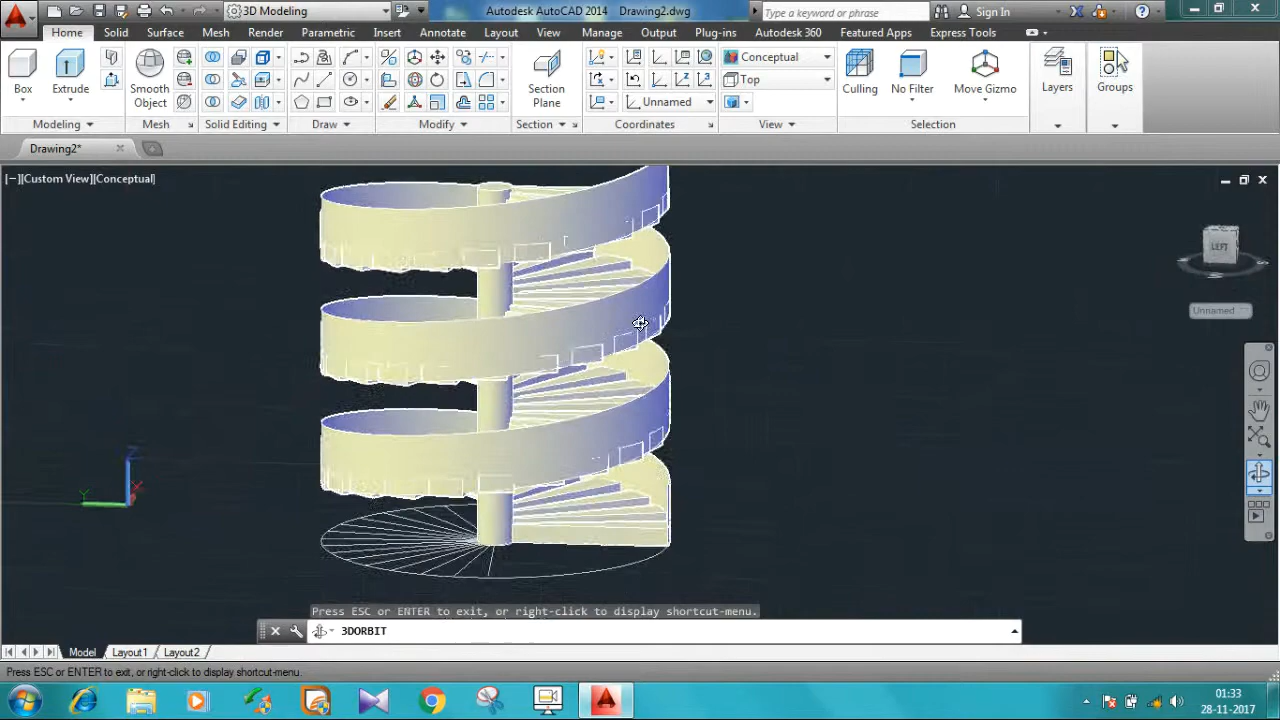 3D Modeling
Autodesk AutoCAD 2014 Drawing2.dwg
Type a keyword or phrase
Sign In
Home Solid Surface Mesh Render Parametric Insert Annotate Layout View Manage Output Plug-ins Autodesk 360 Featured Apps Express Tools
Box
Extrude
Smooth
Object
Section
Plane
Unnamed
Conceptual
Top
Culling
No Filter
Move Gizmo
Layers
Groups
Modeling Mesh Solid Editing Draw Modify Section Coordinates View Selection
Drawing2*
[−][Custom View][Conceptual]
LEFT
Unnamed
Z
Y
X
Press ESC or ENTER to exit, or right-click to display shortcut-menu.
3DORBIT
Model Layout1 Layout2
Press ESC or ENTER to exit, or right-click to display shortcut-menu.
01:33
28-11-2017